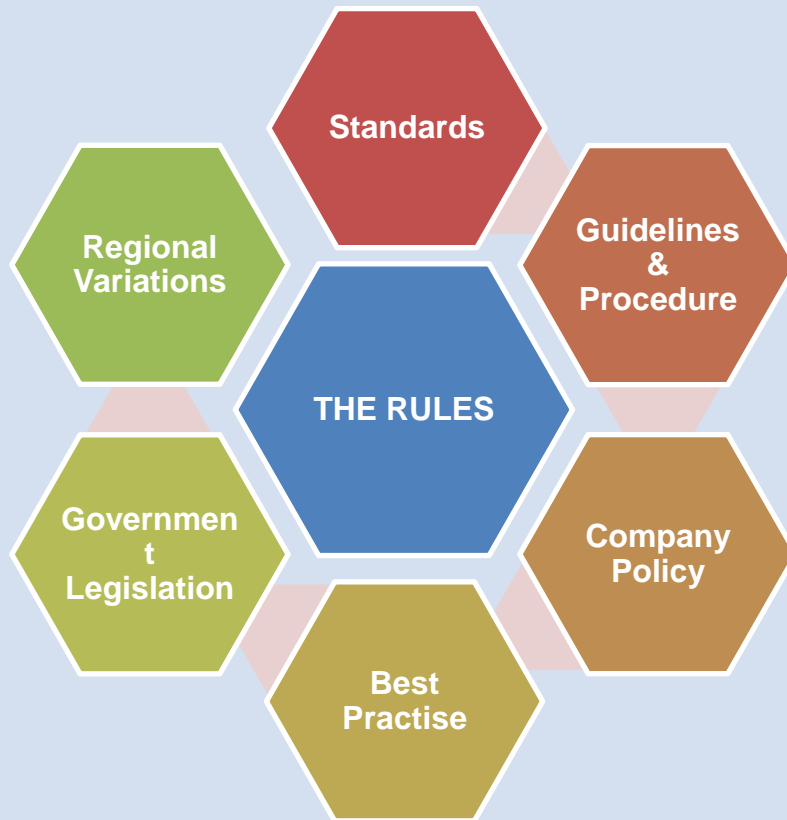 Standards
Guidelines
&
Procedure
Company
Policy
Best
Practise
Governmen
t
Legislation
Regional
Variations
THE RULES